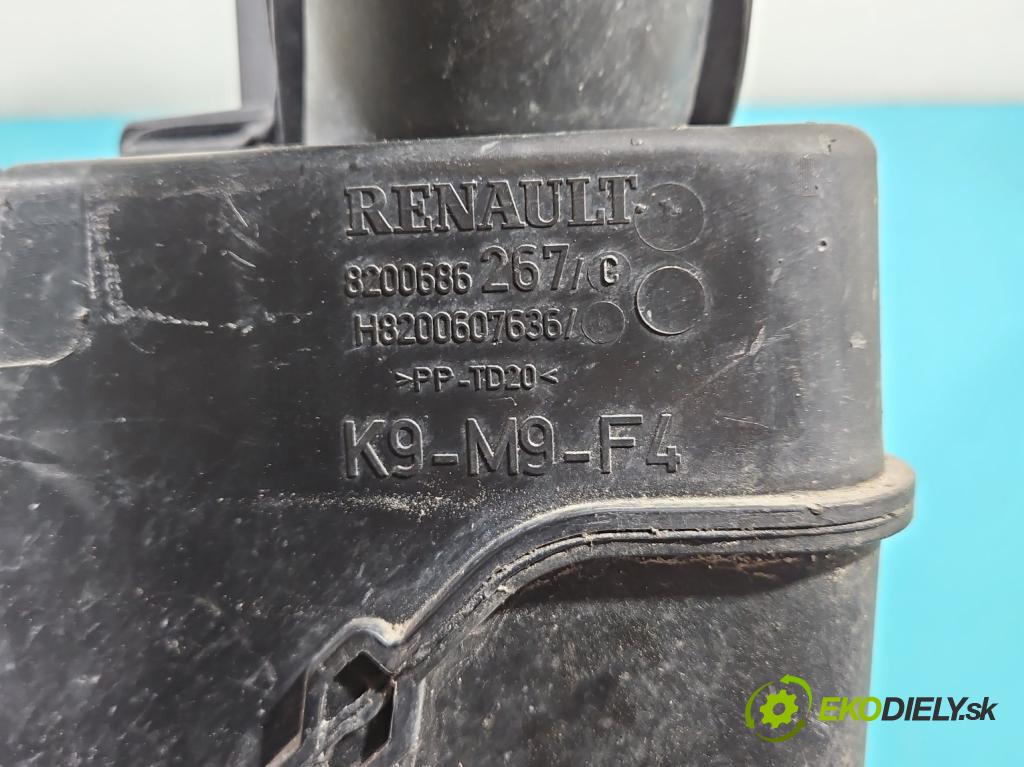 RENAULT
8200686 267/C
H8200607636/
>PP-TD20<
K9-M9-F4
EKODIELY.sk